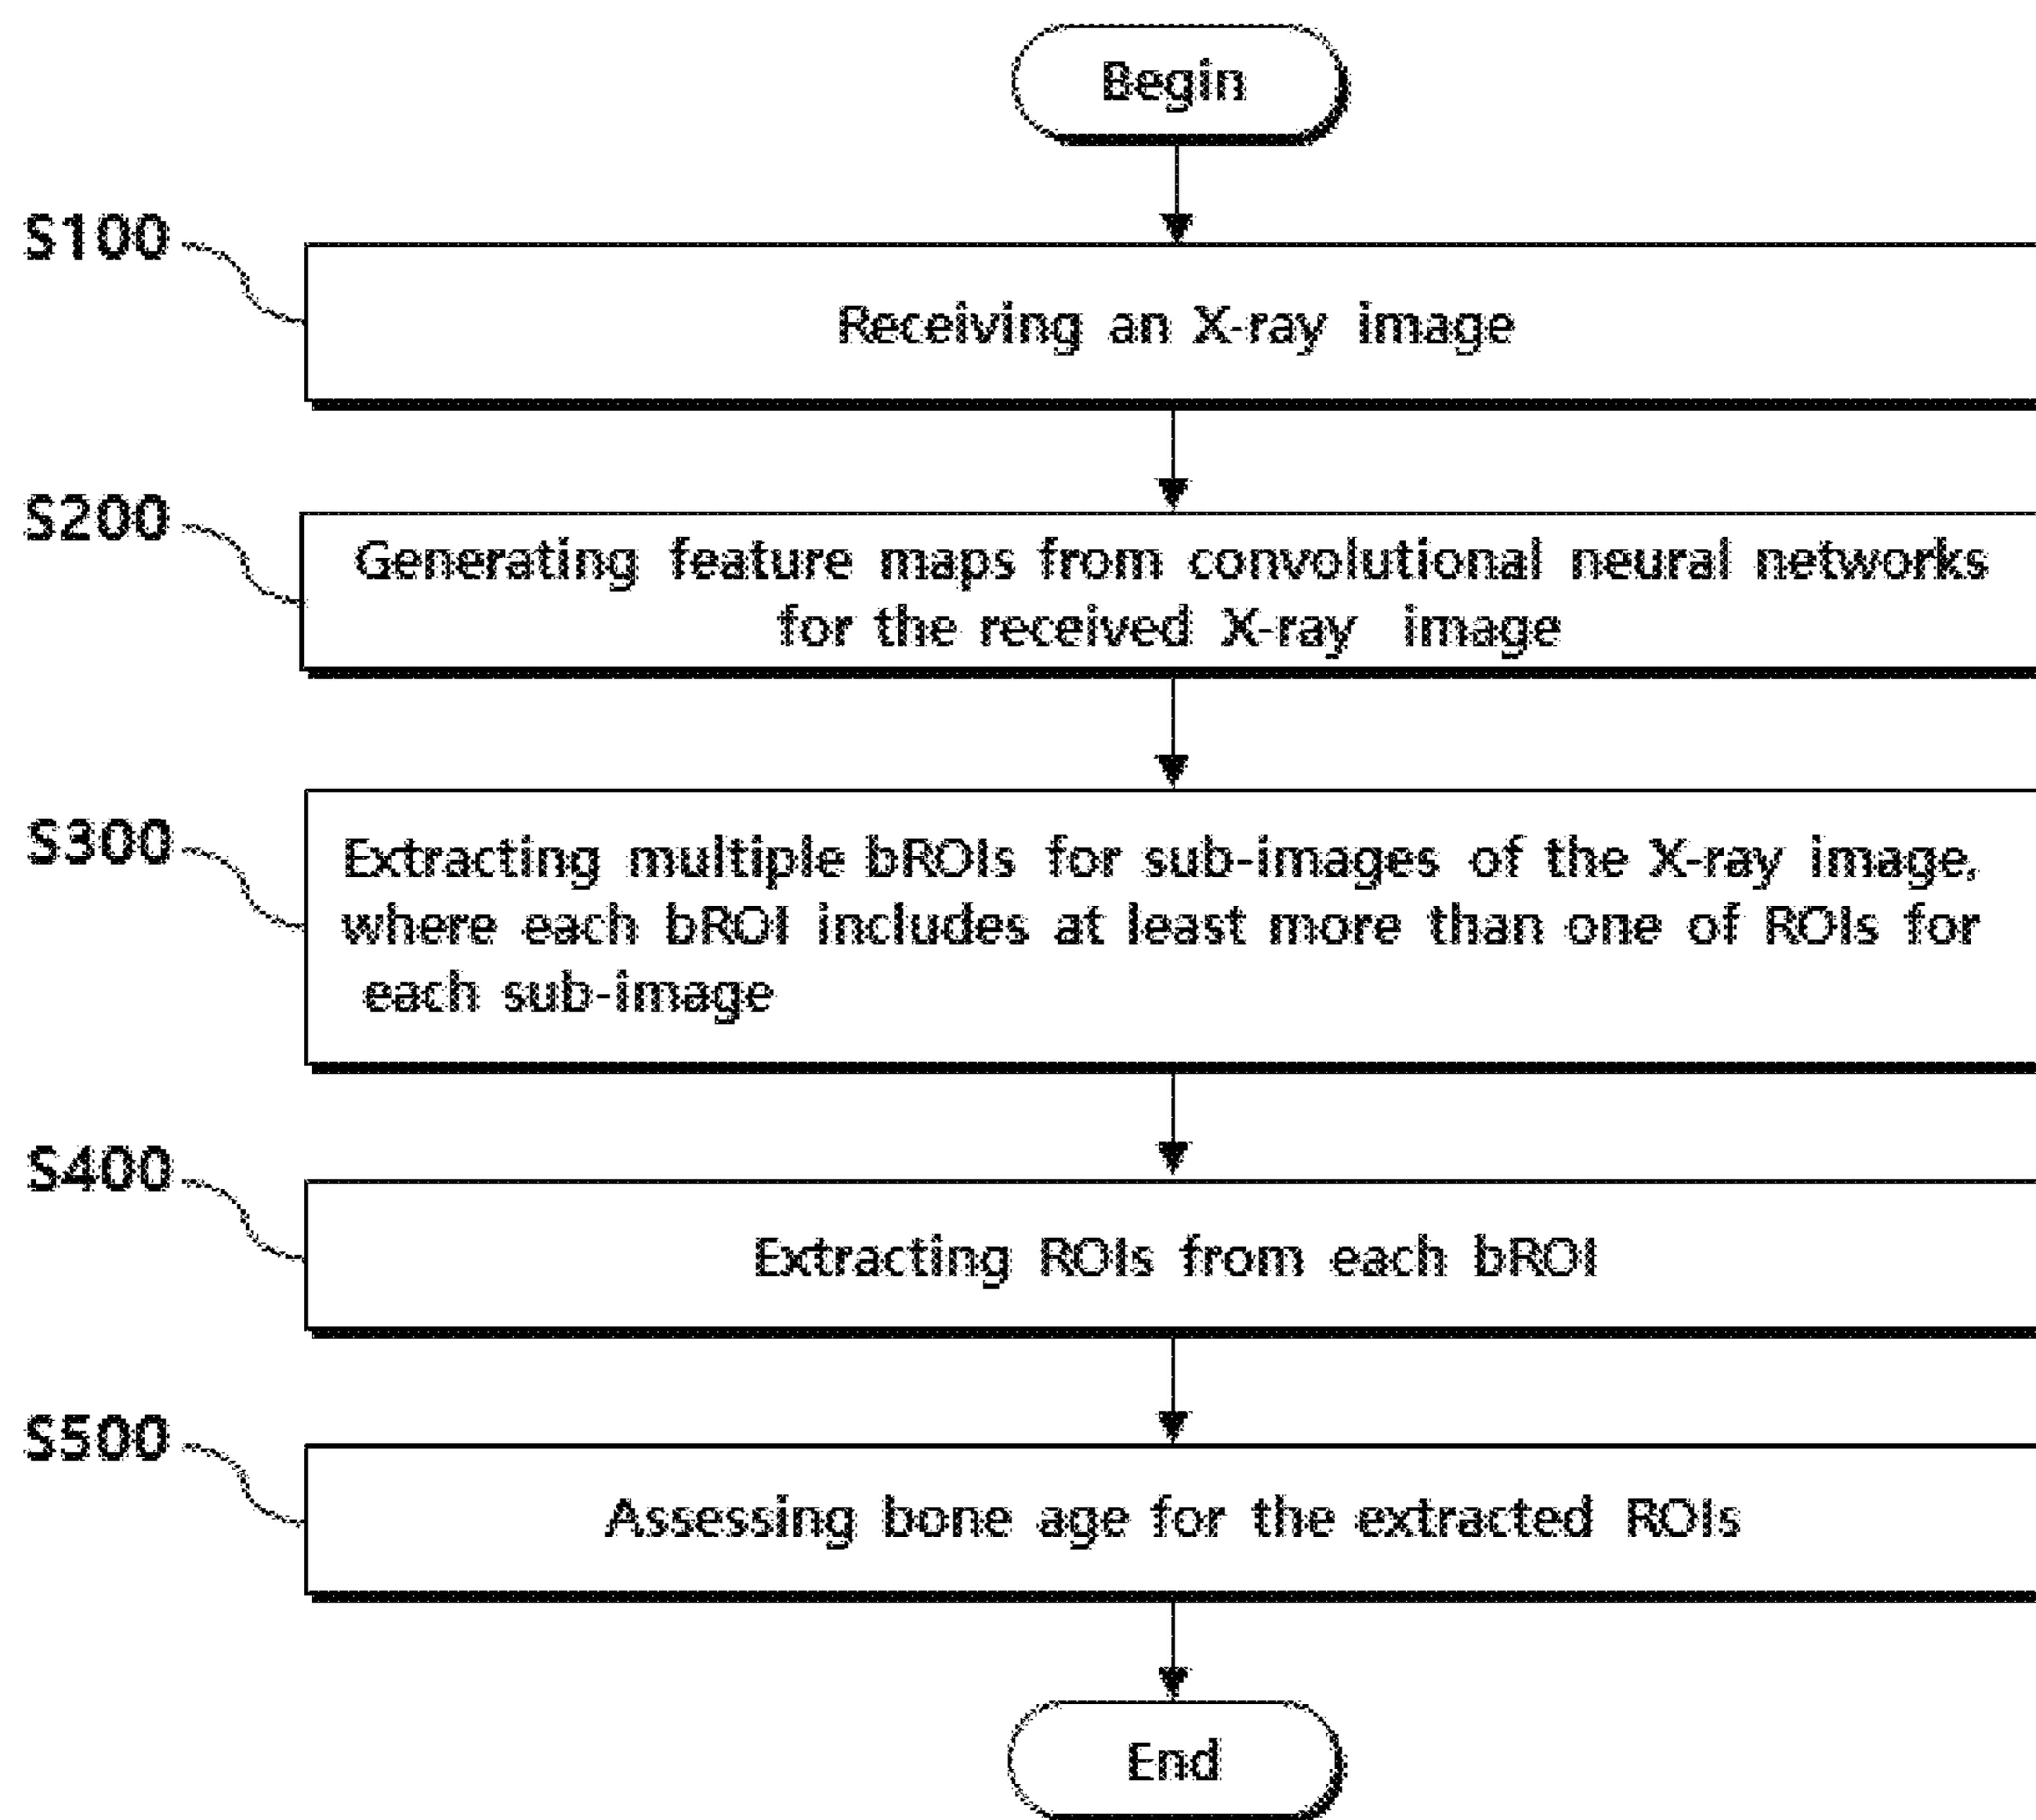 Begin
S100
Receiving an X-ray image
S200
Generating feature maps from convolutional neural networks
for the received X-ray image
S300
Extracting multiple bROIs for sub-images of the X-ray image,
where each bROI includes at least more than one of ROIs for
each sub-image
S400
Extracting ROIs from each bROI
S500
Assessing bone age for the extracted ROIs
End